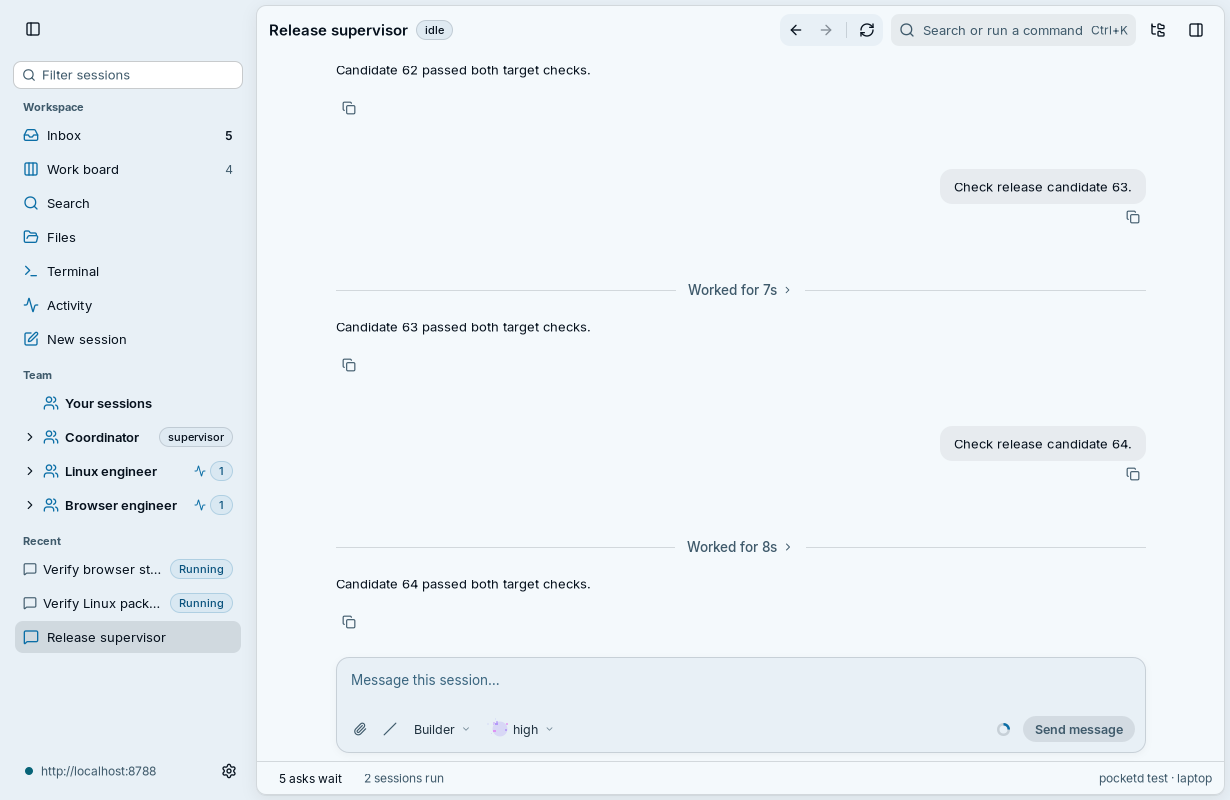 Release supervisor idle
Search or run a command Ctrl+K
Filter sessions
Workspace
Inbox 5
Work board 4
Search
Files
Terminal
Activity
New session
Team
Your sessions
Coordinator supervisor
Linux engineer 1
Browser engineer 1
Recent
Verify browser st... Running
Verify Linux pack... Running
Release supervisor
http://localhost:8788
Candidate 62 passed both target checks.
Check release candidate 63.
Worked for 7s
Candidate 63 passed both target checks.
Check release candidate 64.
Worked for 8s
Candidate 64 passed both target checks.
Message this session...
Builder high Send message
5 asks wait 2 sessions run pocketd test · laptop